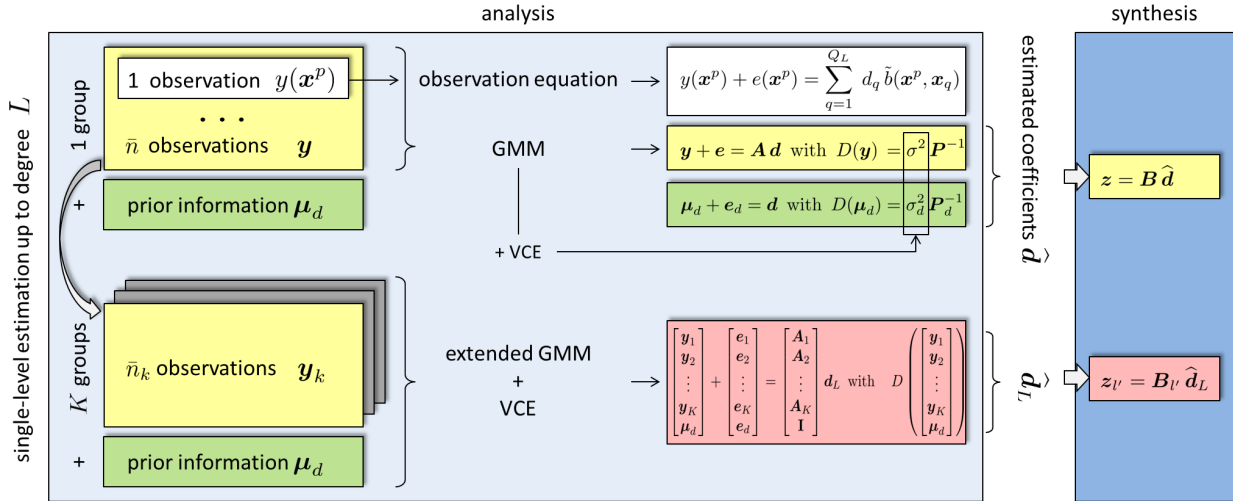 analysis
synthesis
single-level estimation up to degree L
1 group
+
1 observation y(x^p)
. . .
n̄ observations y
prior information μ_d
observation equation
y(x^p) + e(x^p) = ∑_{q=1}^{Q_L} d_q b̃(x^p, x_q)
GMM
y + e = A d with D(y) = σ² P^{-1}
μ_d + e_d = d with D(μ_d) = σ_d² P_d^{-1}
+ VCE
estimated coefficients d̂
z = B d̂
K groups
+
n̄_k observations y_k
prior information μ_d
extended GMM
+
VCE
[y_1 y_2 ⋮ y_K μ_d] + [e_1 e_2 ⋮ e_K e_d] = [A_1 A_2 ⋮ A_K I] d_L with D([y_1 y_2 ⋮ y_K μ_d])
d̂_L
z_{l'} = B_{l'} d̂_L